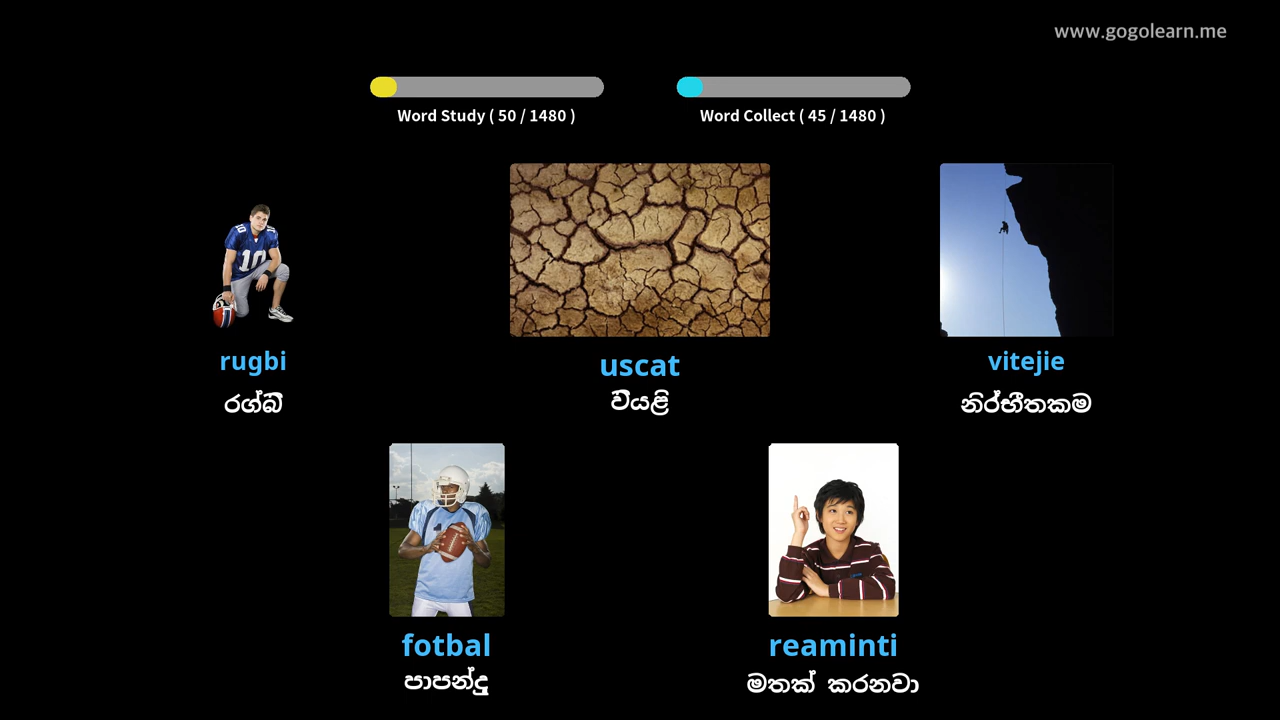 www.gogolearn.me
Word Study ( 50 / 1480 )
Word Collect ( 45 / 1480 )
10
rugbi
රග්බි
uscat
වියළි
vitejie
නිර්භීතකම
fotbal
පාපන්දු
reaminti
මතක් කරනවා